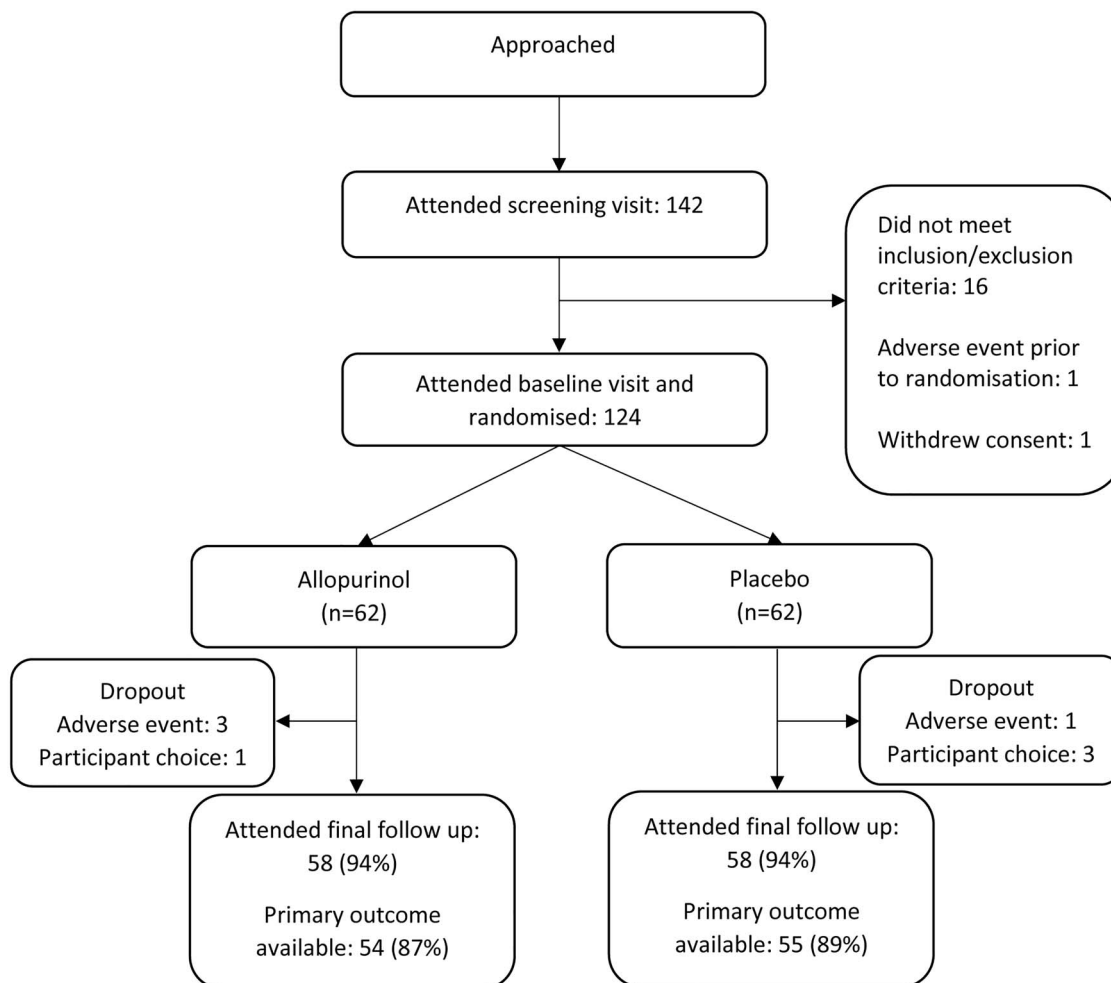 Approached
Attended screening visit: 142
Did not meet
inclusion/exclusion
criteria: 16
Adverse event prior
to randomisation: 1
Withdrew consent: 1
Attended baseline visit and
randomised: 124
Allopurinol
(n=62)
Placebo
(n=62)
Dropout
Adverse event: 3
Participant choice: 1
Dropout
Adverse event: 1
Participant choice: 3
Attended final follow up:
58 (94%)
Primary outcome
available: 54 (87%)
Attended final follow up:
58 (94%)
Primary outcome
available: 55 (89%)